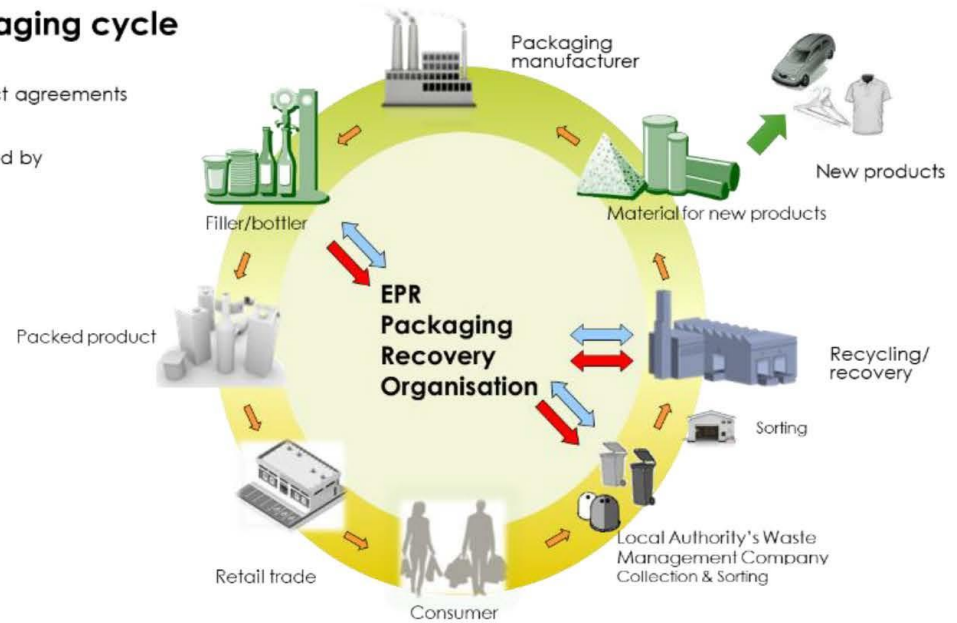 aging cycle
ct agreements
d by
Packaging
manufacturer
New products
Filler/bottler
Material for new products
EPR
Packaging
Recovery
Organisation
Packed product
Recycling/
recovery
Sorting
Local Authority's Waste
Management Company
Collection & Sorting
Retail trade
Consumer